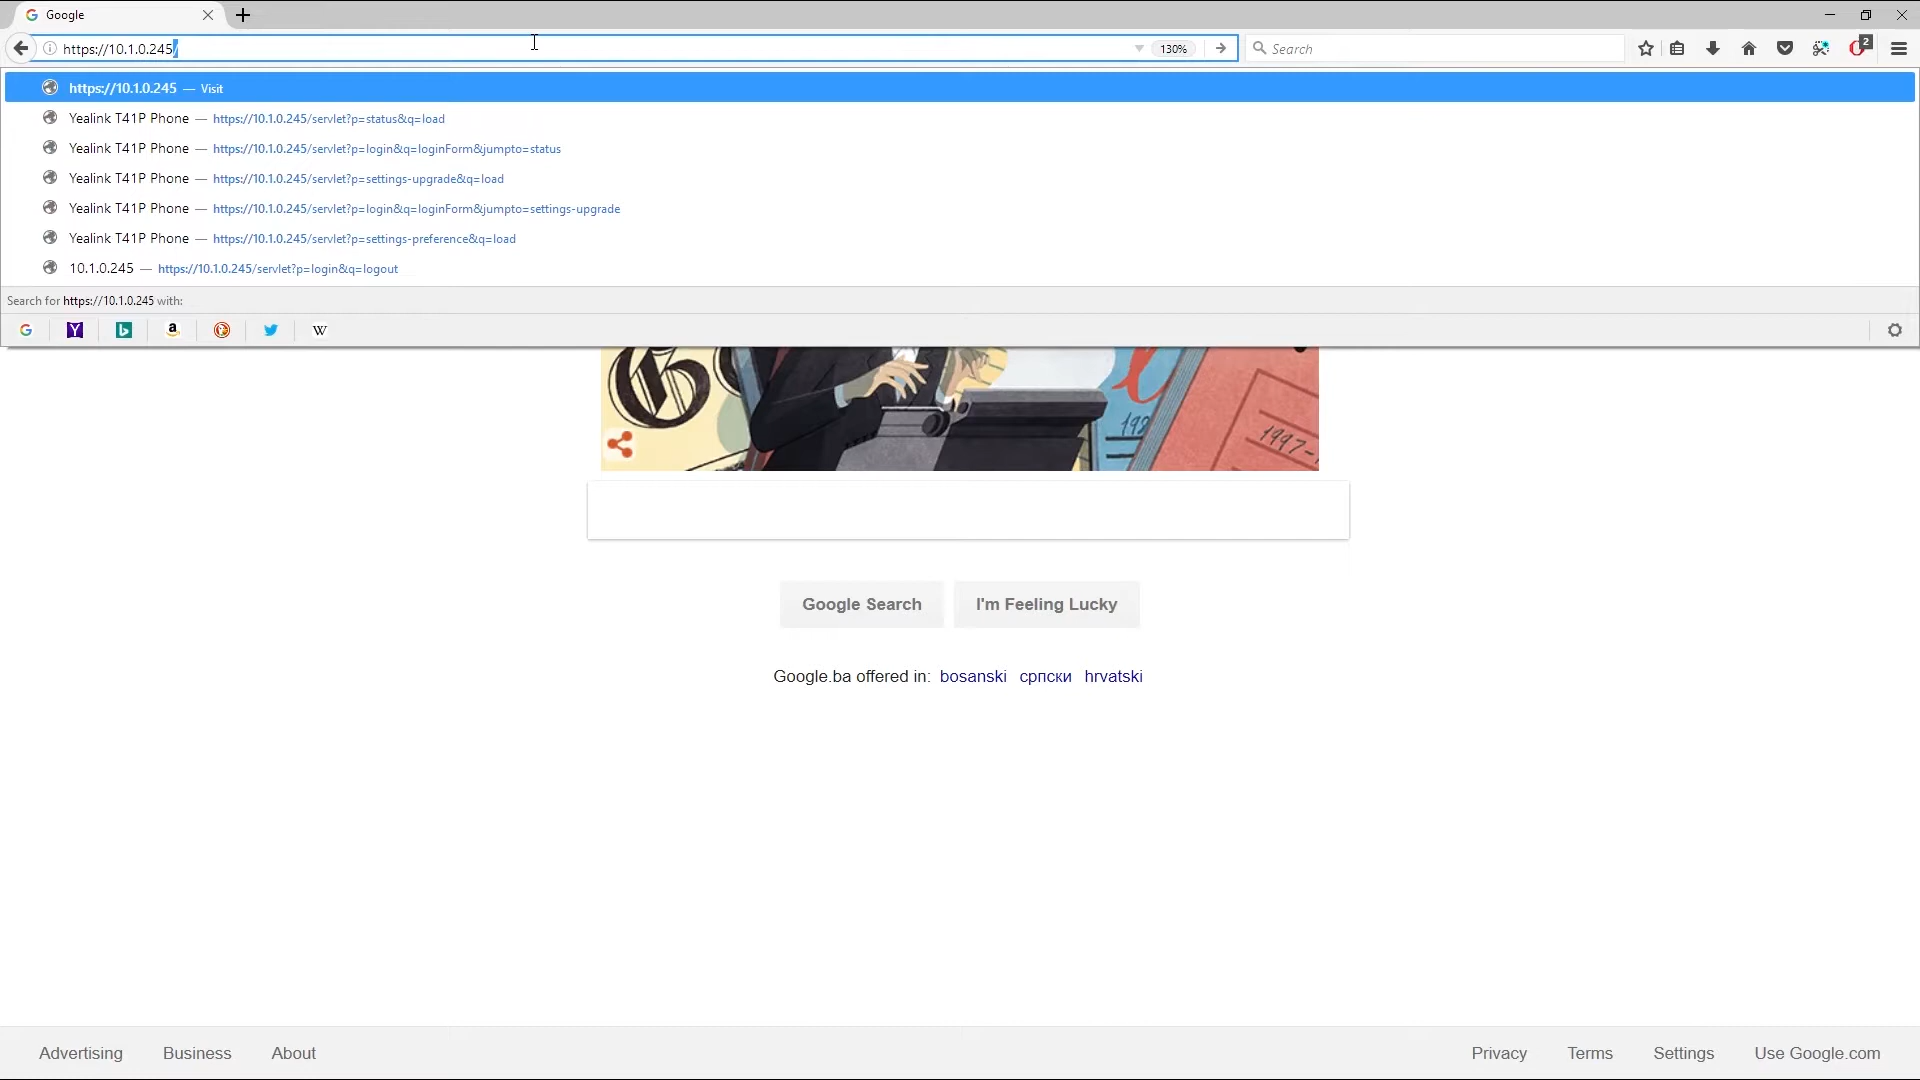 Google
https://10.1.0.245/
130%
Search
2
https://10.1.0.245 — Visit
Yealink T41P Phone — https://10.1.0.245/servlet?p=status&q=load
Yealink T41P Phone — https://10.1.0.245/servlet?p=login&q=loginForm&jumpto=status
Yealink T41P Phone — https://10.1.0.245/servlet?p=settings-upgrade&q=load
Yealink T41P Phone — https://10.1.0.245/servlet?p=login&q=loginForm&jumpto=settings-upgrade
Yealink T41P Phone — https://10.1.0.245/servlet?p=settings-preference&q=load
10.1.0.245 — https://10.1.0.245/servlet?p=login&q=logout
Search for https://10.1.0.245 with:
198
1997-
Google Search I'm Feeling Lucky
Google.ba offered in: bosanski српски hrvatski
Advertising Business About Privacy Terms Settings Use Google.com